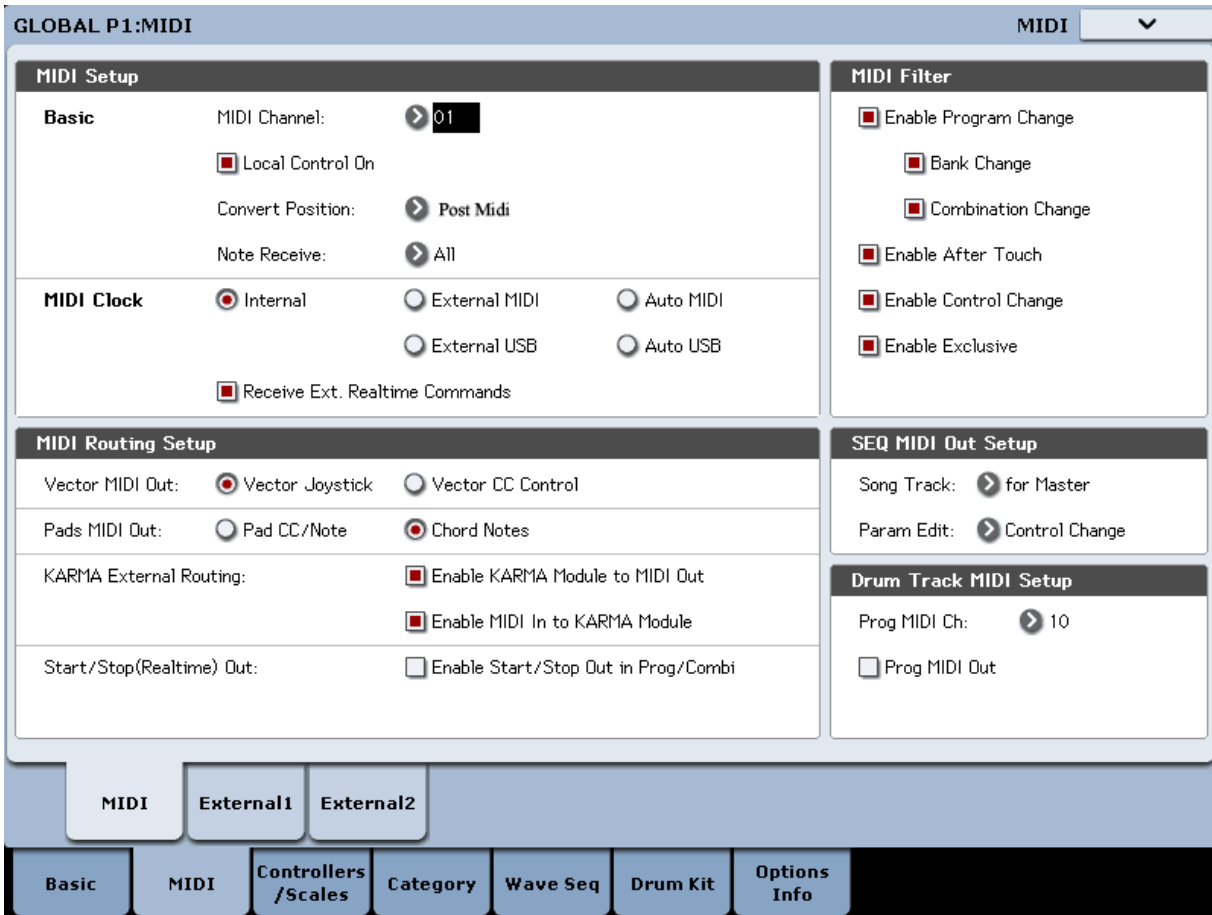 GLOBAL P1:MIDI
MIDI
MIDI Setup
Basic
MIDI Channel: 01
Local Control On
Convert Position: Post Midi
Note Receive: All
MIDI Clock
Internal
External MIDI
Auto MIDI
External USB
Auto USB
Receive Ext. Realtime Commands
MIDI Filter
Enable Program Change
Bank Change
Combination Change
Enable After Touch
Enable Control Change
Enable Exclusive
MIDI Routing Setup
Vector MIDI Out: Vector Joystick Vector CC Control
Pads MIDI Out: Pad CC/Note Chord Notes
KARMA External Routing: Enable KARMA Module to MIDI Out
Enable MIDI In to KARMA Module
Start/Stop(Realtime) Out: Enable Start/Stop Out in Prog/Combi
SEQ MIDI Out Setup
Song Track: for Master
Param Edit: Control Change
Drum Track MIDI Setup
Prog MIDI Ch: 10
Prog MIDI Out
MIDI
External1
External2
Basic
MIDI
Controllers
/Scales
Category
Wave Seq
Drum Kit
Options
Info